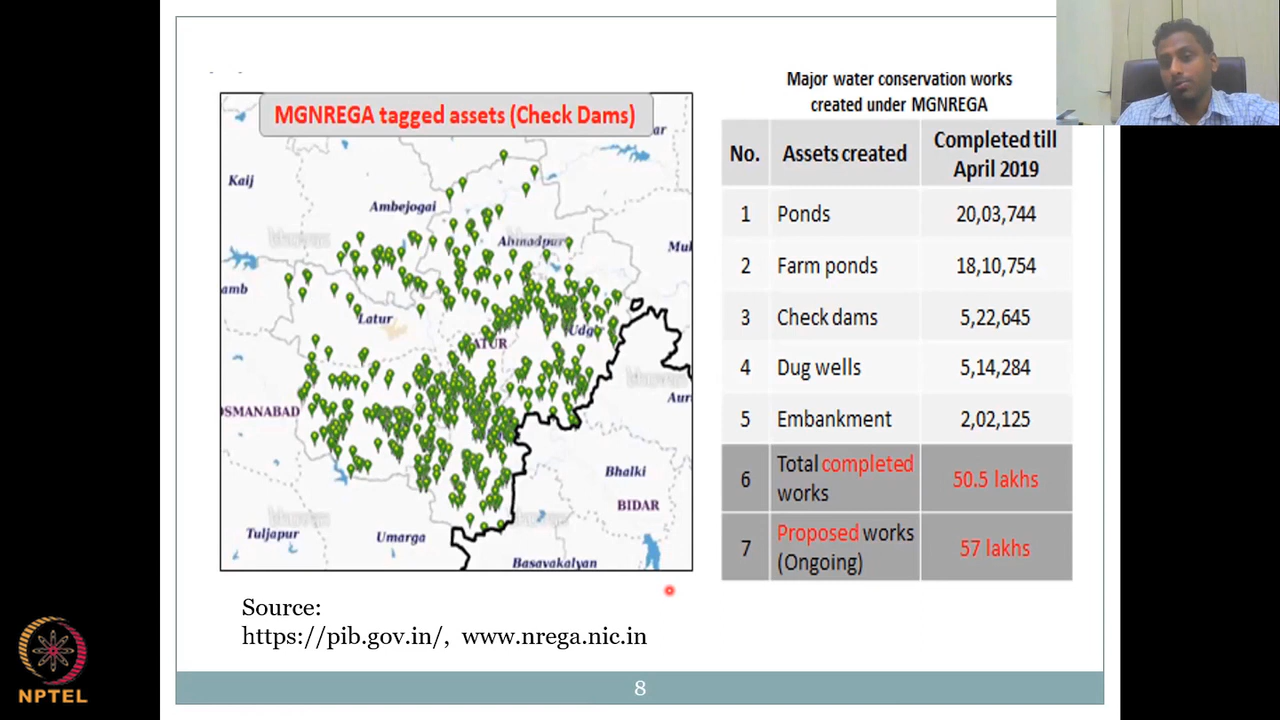 MGNREGA tagged assets (Check Dams)
Kaij
Ambejogai
Ahmadpur
Muk
amb
Latur
Udg
ATUR
OSMANABAD
Aur
Bhalki
BIDAR
Tuljapur
Umarga
Basavakalyan
Major water conservation works
created under MGNREGA
No. Assets created Completed till
April 2019
1 Ponds 20,03,744
2 Farm ponds 18,10,754
3 Check dams 5,22,645
4 Dug wells 5,14,284
5 Embankment 2,02,125
6 Total completed works 50.5 lakhs
7 Proposed works (Ongoing) 57 lakhs
Source:
https://pib.gov.in/, www.nrega.nic.in
8
NPTEL